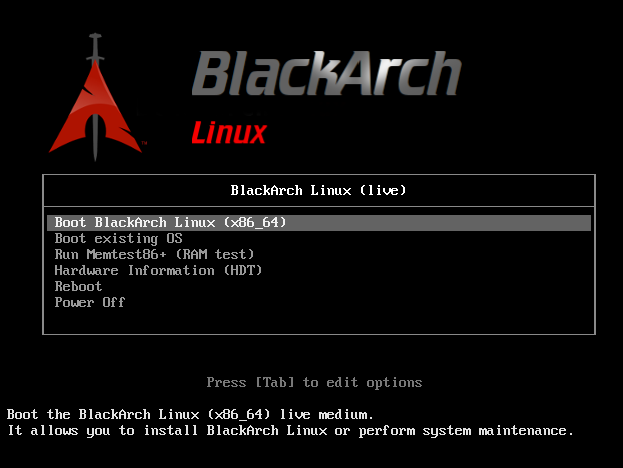 BlackArch
Linux
TM
BlackArch Linux (live)
Boot BlackArch Linux (x86_64)
Boot existing OS
Run Memtest86+ (RAM test)
Hardware Information (HDT)
Reboot
Power Off
Press [Tab] to edit options
Boot the BlackArch Linux (x86_64) live medium.
It allows you to install BlackArch Linux or perform system maintenance.